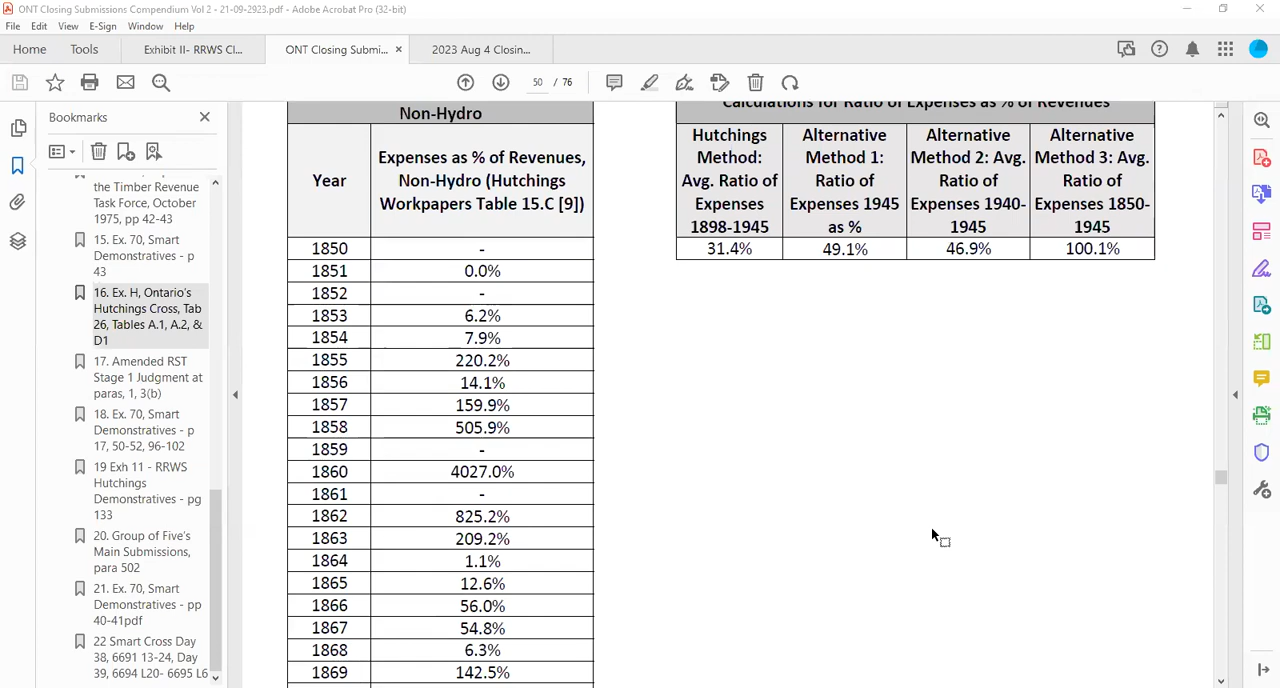 ONT Closing Submissions Compendium Vol 2 - 21-09-2923.pdf - Adobe Acrobat Pro (32-bit)
File Edit View E-Sign Window Help
Home Tools Exhibit II- RRWS Cl... ONT Closing Submi... × 2023 Aug 4 Closin...
50 / 76
Bookmarks
the Timber Revenue
Task Force, October
1975, pp 42-43
15. Ex. 70, Smart
Demonstratives - p
43
16. Ex. H, Ontario's
Hutchings Cross, Tab
26, Tables A.1, A.2, &
D1
17. Amended RST
Stage 1 Judgment at
paras, 1, 3(b)
18. Ex. 70, Smart
Demonstratives - p
17, 50-52, 96-102
19 Exh 11 - RRWS
Hutchings
Demonstratives - pg
133
20. Group of Five's
Main Submissions,
para 502
21. Ex. 70, Smart
Demonstratives - pp
40-41pdf
22 Smart Cross Day
38, 6691 13-24, Day
39, 6694 L20- 6695 L6
Non-Hydro
Year
Expenses as % of Revenues,
Non-Hydro (Hutchings
Workpapers Table 15.C [9])
1850 -
1851 0.0%
1852 -
1853 6.2%
1854 7.9%
1855 220.2%
1856 14.1%
1857 159.9%
1858 505.9%
1859 -
1860 4027.0%
1861 -
1862 825.2%
1863 209.2%
1864 1.1%
1865 12.6%
1866 56.0%
1867 54.8%
1868 6.3%
1869 142.5%
Calculations for Ratio of Expenses as % of Revenues
Hutchings
Method:
Avg. Ratio of
Expenses
1898-1945
Alternative
Method 1:
Ratio of
Expenses 1945
as %
Alternative
Method 2: Avg.
Ratio of
Expenses 1940-
1945
Alternative
Method 3: Avg.
Ratio of
Expenses 1850-
1945
31.4% 49.1% 46.9% 100.1%